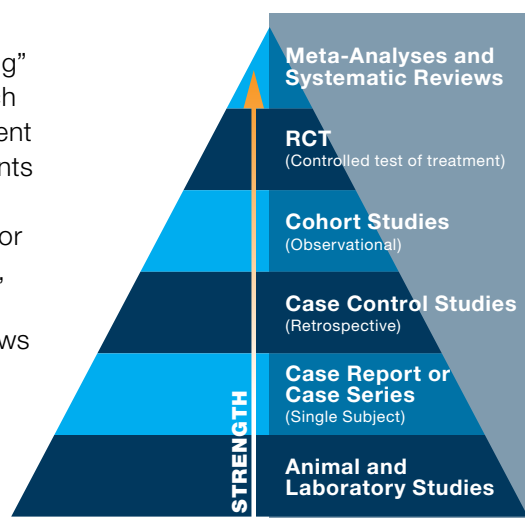 g”
ch
ent
nts
or
,
ws
Meta-Analyses and
Systematic Reviews
RCT
(Controlled test of treatment)
Cohort Studies
(Observational)
Case Control Studies
(Retrospective)
Case Report or
Case Series
(Single Subject)
Animal and
Laboratory Studies
STRENGTH